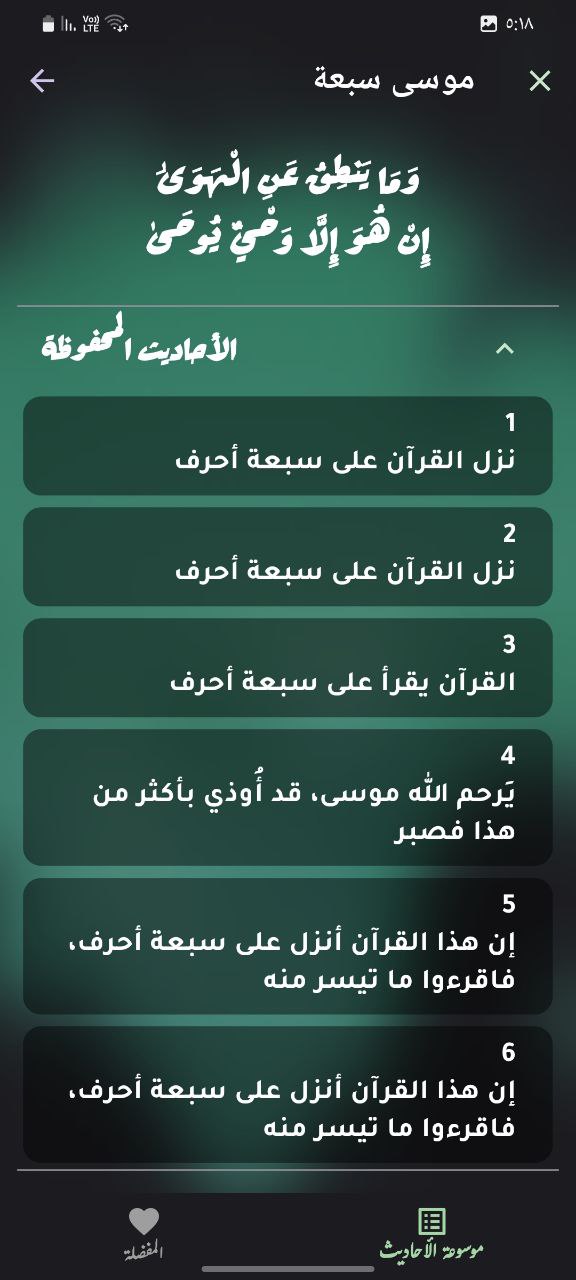 ٥:١٨
Vo))
LTE
موسى سبعة
وَمَا يَنْطِقُ عَنِ الْهَوَىٰ
إِنْ هُوَ إِلَّا وَحْيٌ يُوحَىٰ
الأحاديث المحفوظة
1
نزل القرآن على سبعة أحرف
2
نزل القرآن على سبعة أحرف
3
القرآن يقرأ على سبعة أحرف
4
يَرحم الله موسى، قد أُوذي بأكثر من
هذا فصبر
5
إن هذا القرآن أنزل على سبعة أحرف،
فاقرءوا ما تيسر منه
6
إن هذا القرآن أنزل على سبعة أحرف،
فاقرءوا ما تيسر منه
موسوعة الأحاديث
المفضلة